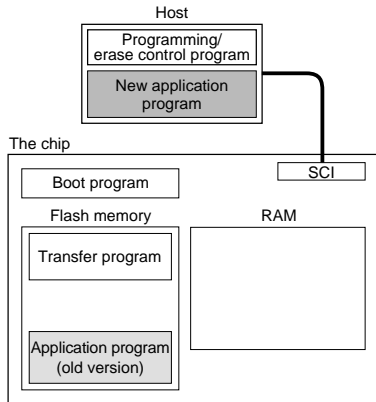 Host
Programming/
erase control program
New application
program
The chip
SCI
Boot program
Flash memory
RAM
Transfer program
Application program
(old version)